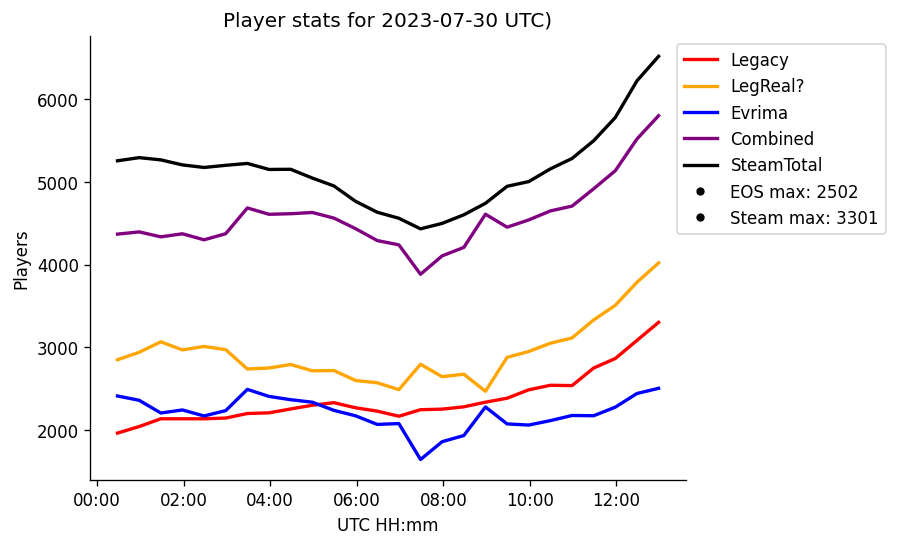 Player stats for 2023-07-30 UTC)
Players
6000
5000
4000
3000
2000
00:00 02:00 04:00 06:00 08:00 10:00 12:00
UTC HH:mm
Legacy
LegReal?
Evrima
Combined
SteamTotal
EOS max: 2502
Steam max: 3301